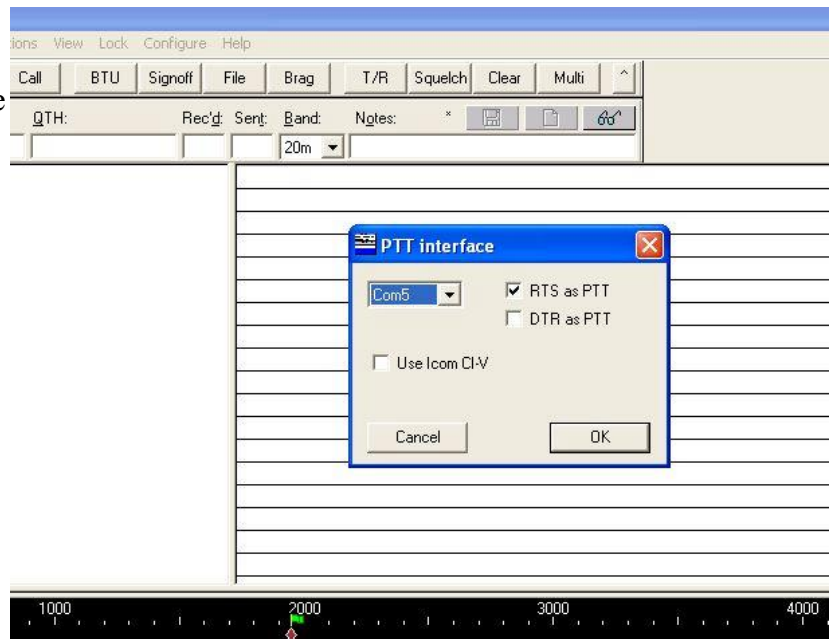 ions View Lock Configure Help
Call BTU Signoff File Brag T/R Squelch Clear Multi ^
e
QTH: Rec'd: Sent: Band: Notes: *
20m
PTT interface
Com5 RTS as PTT
DTR as PTT
Use Icom CI-V
Cancel OK
1000 2000 3000 4000